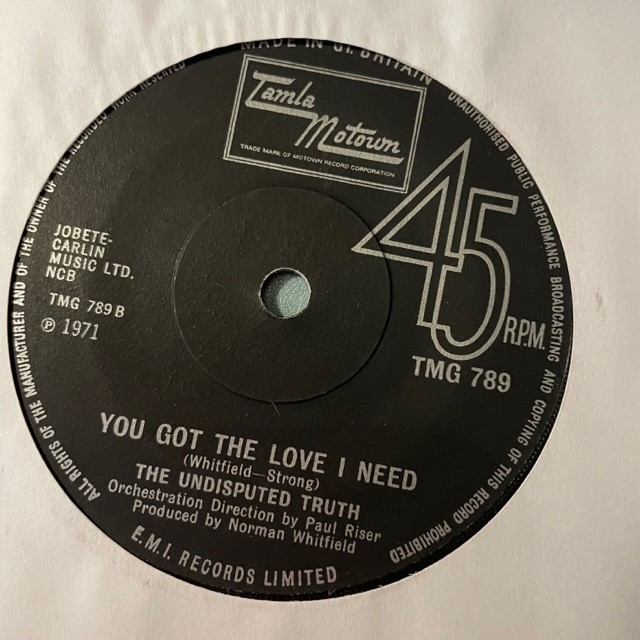 MADE IN GT. BRITAIN
UNAUTHORISED PUBLIC PERFORMANCE BROADCASTING AND COPYING OF THIS RECORD PROHIBITED
Tamla
Motown
TRADE MARK OF MOTOWN RECORD CORPORATION
45
R.P.M.
TMG 789
JOBETE-
CARLIN
MUSIC LTD.
NCB
TMG 789 B
℗ 1971
YOU GOT THE LOVE I NEED
(Whitfield—Strong)
THE UNDISPUTED TRUTH
Orchestration Direction by Paul Riser
Produced by Norman Whitfield
E.M.I. RECORDS LIMITED
ALL RIGHTS OF THE MANUFACTURER AND OF THE OWNER OF THE RECORDED WORK RESERVED